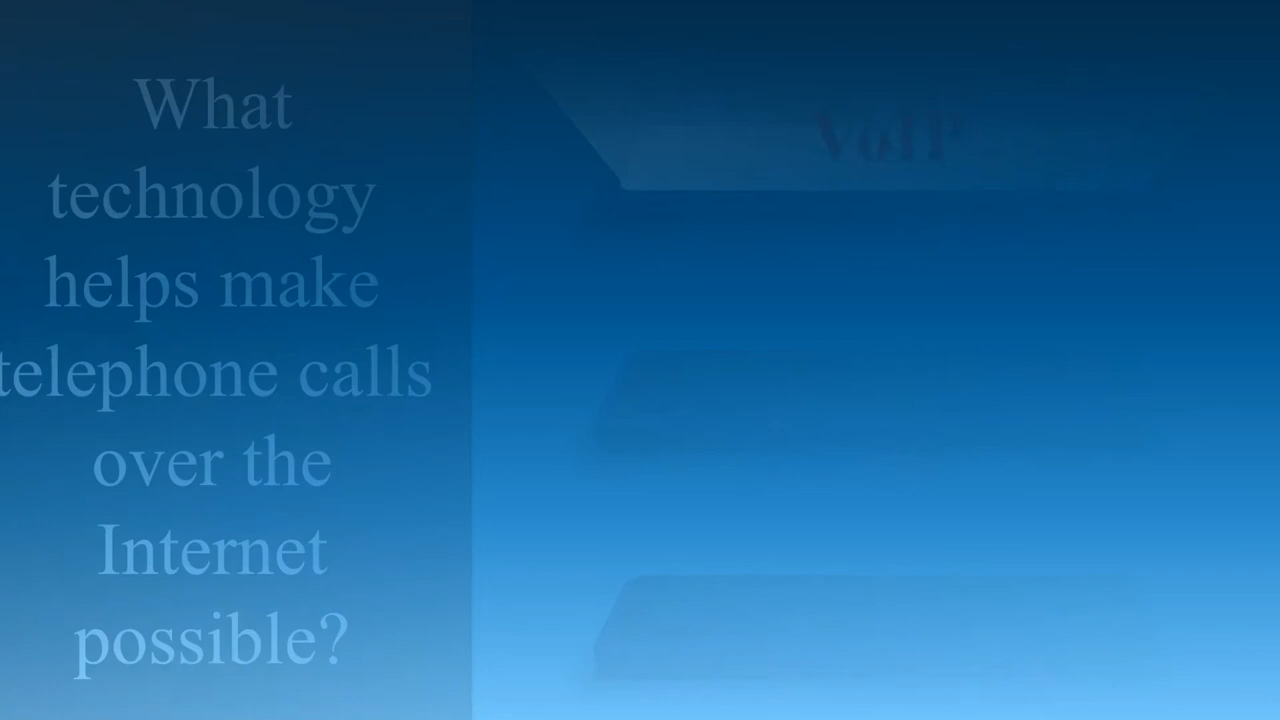 What
technology
helps make
telephone calls
over the
Internet
possible?
VoIP